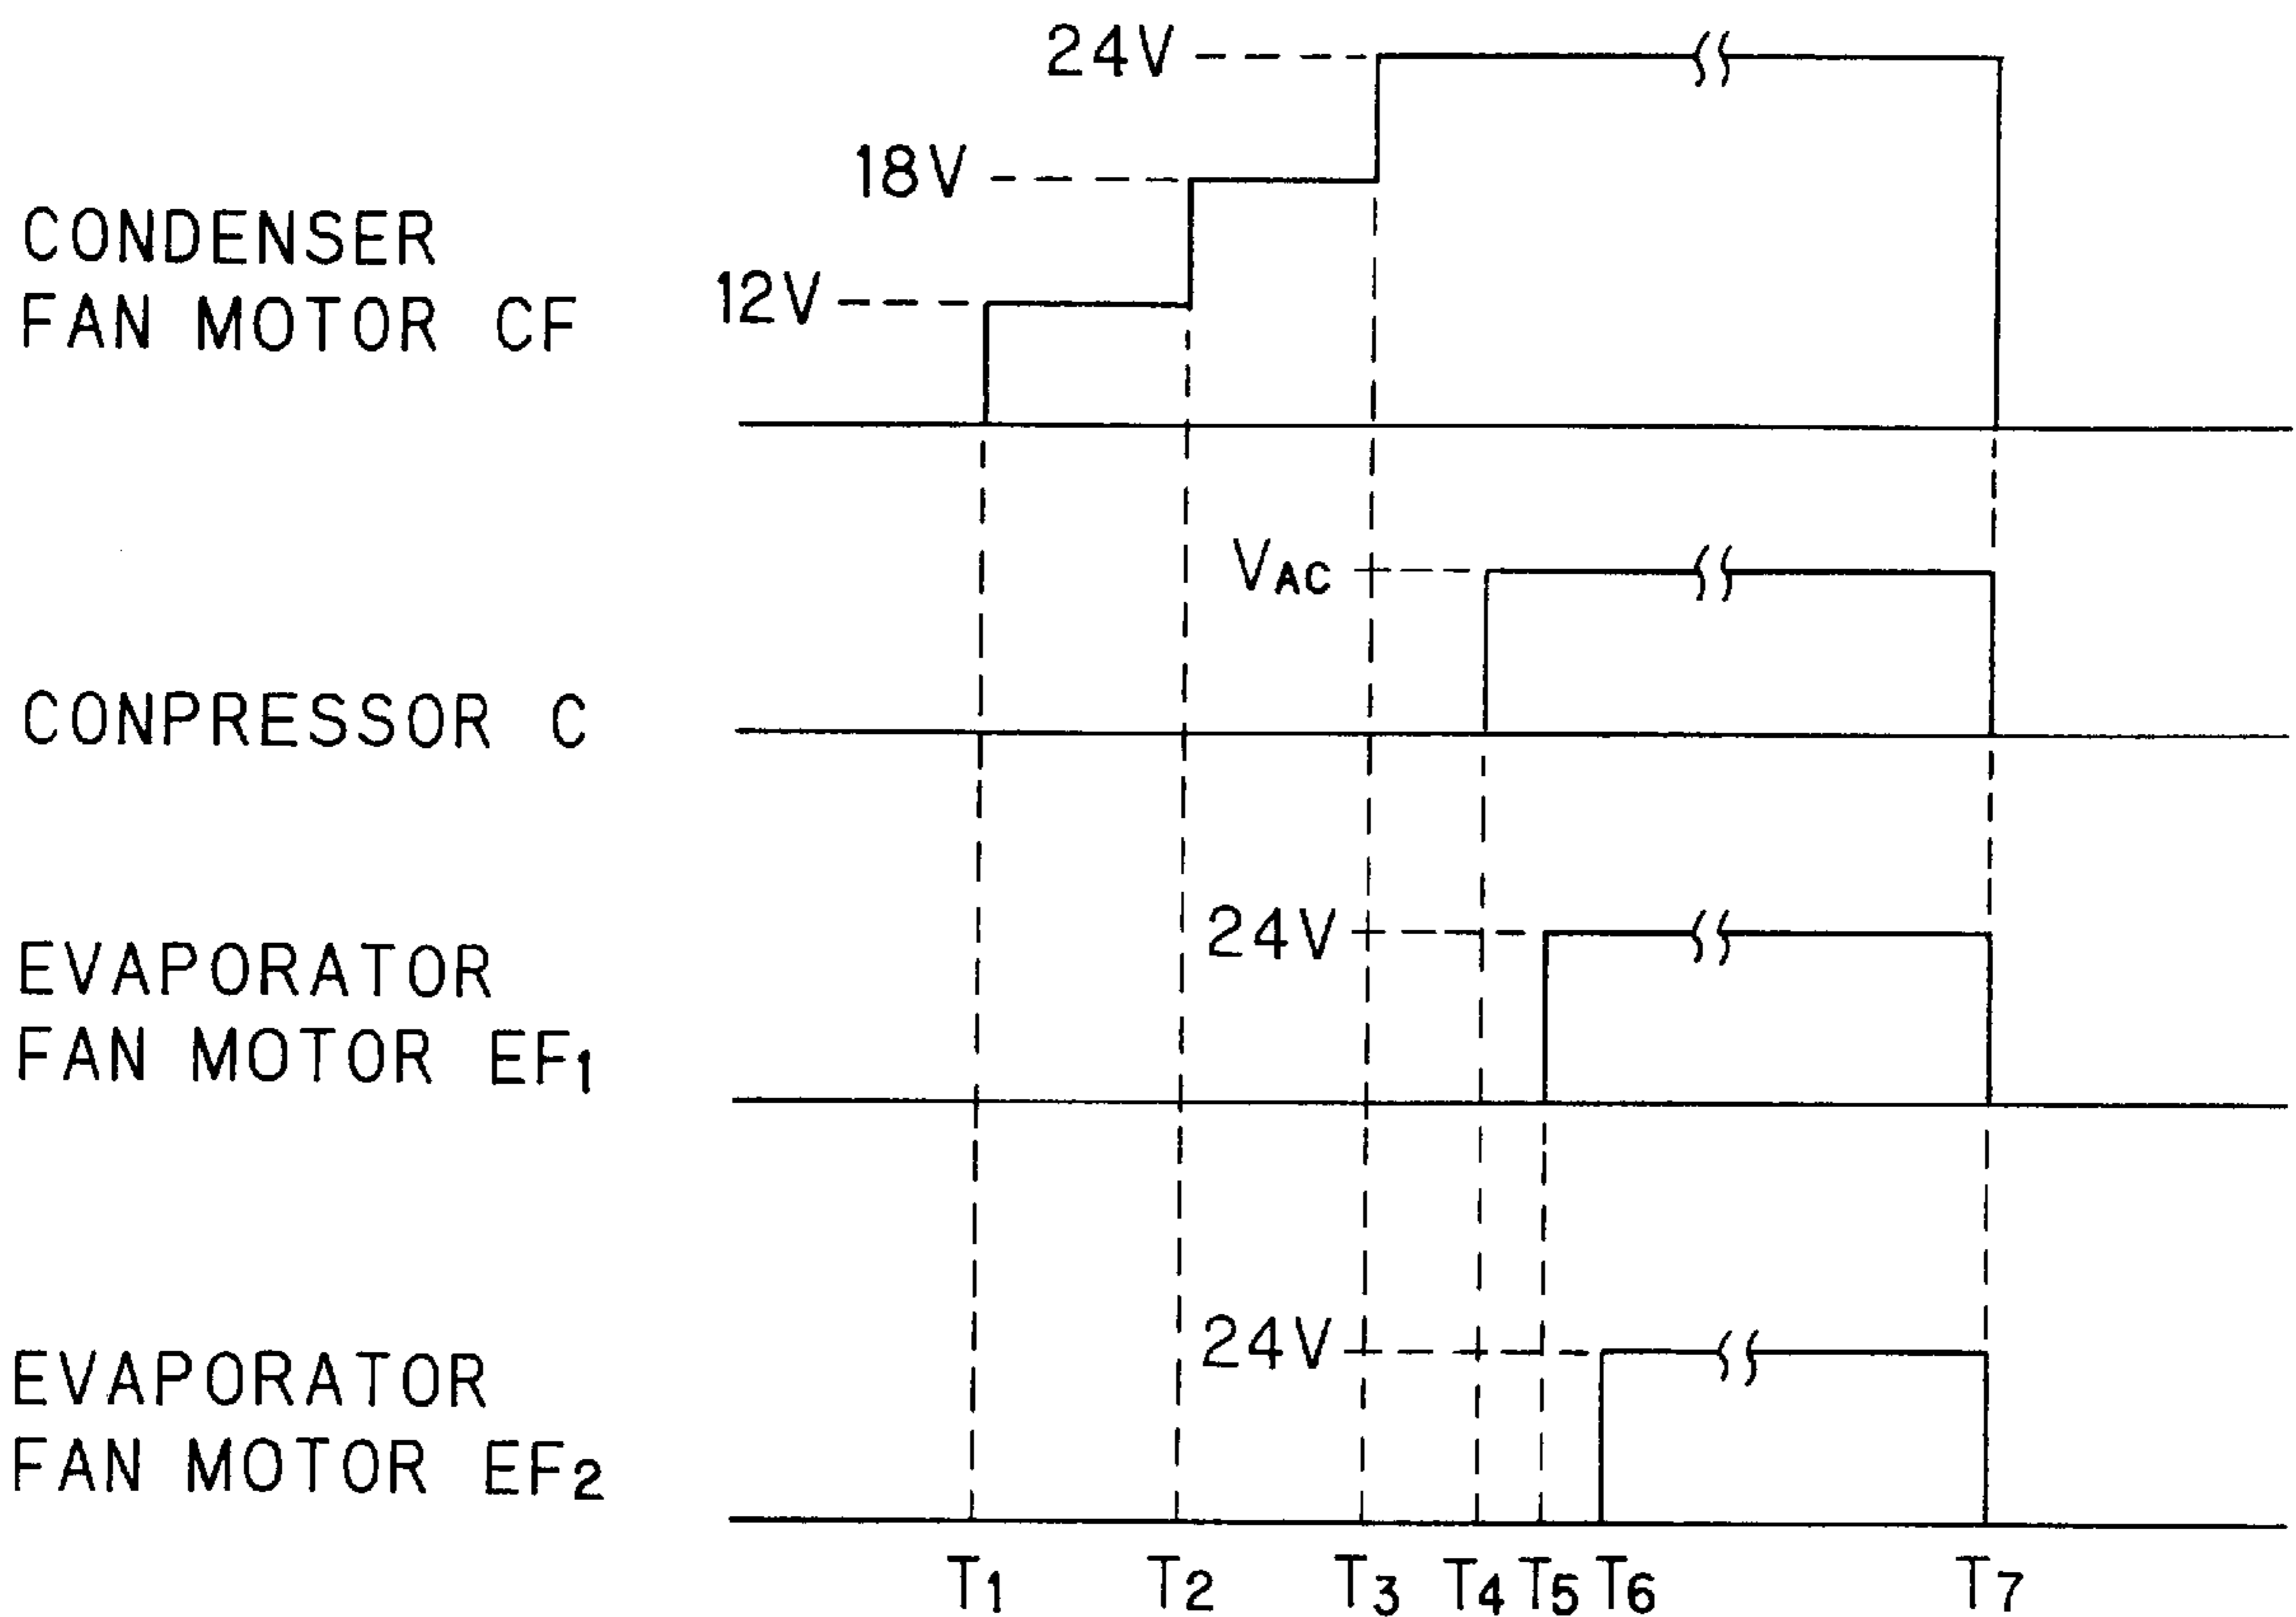 24V
18V
12V
CONDENSER
FAN MOTOR CF
VAC
CONPRESSOR C
24V
EVAPORATOR
FAN MOTOR EF1
24V
EVAPORATOR
FAN MOTOR EF2
T1 T2 T3 T4 T5 T6 T7